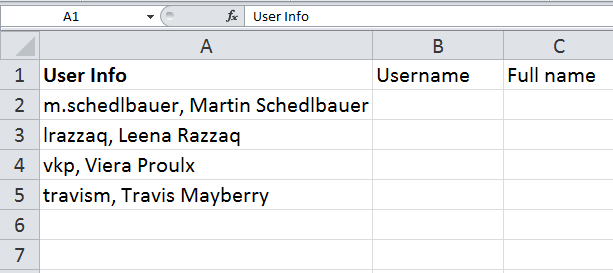 A1 fx User Info
A B C
1 User Info Username Full name
2 m.schedlbauer, Martin Schedlbauer
3 lrazzaq, Leena Razzaq
4 vkp, Viera Proulx
5 travism, Travis Mayberry
6
7